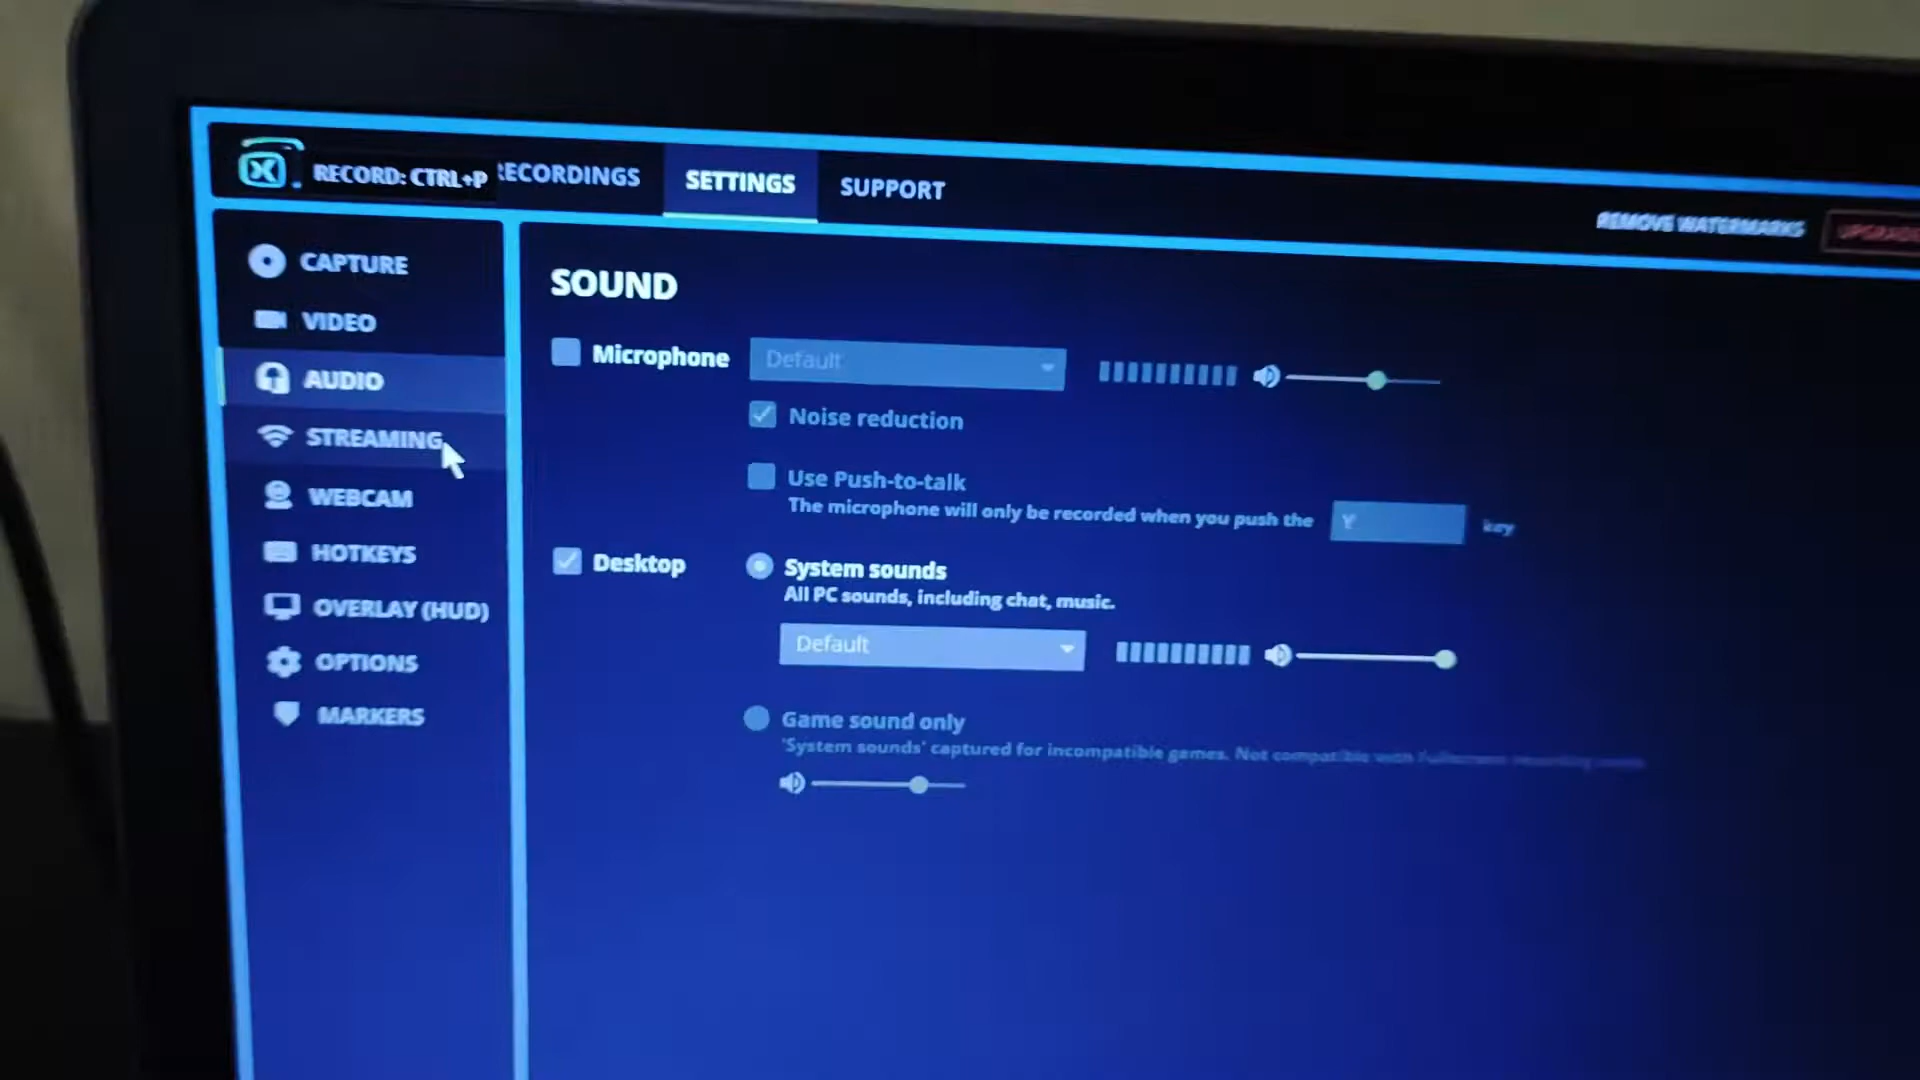 RECORD: CTRL+P
RECORDINGS
SETTINGS
SUPPORT
REMOVE WATERMARKS
CAPTURE
VIDEO
AUDIO
STREAMING
WEBCAM
HOTKEYS
OVERLAY (HUD)
OPTIONS
MARKERS
SOUND
Microphone
Default
Noise reduction
Use Push-to-talk
The microphone will only be recorded when you push the Y key
Desktop
System sounds
All PC sounds, including chat, music.
Default
Game sound only
'System sounds' captured for incompatible games. Not compatible with Fullscreen recording